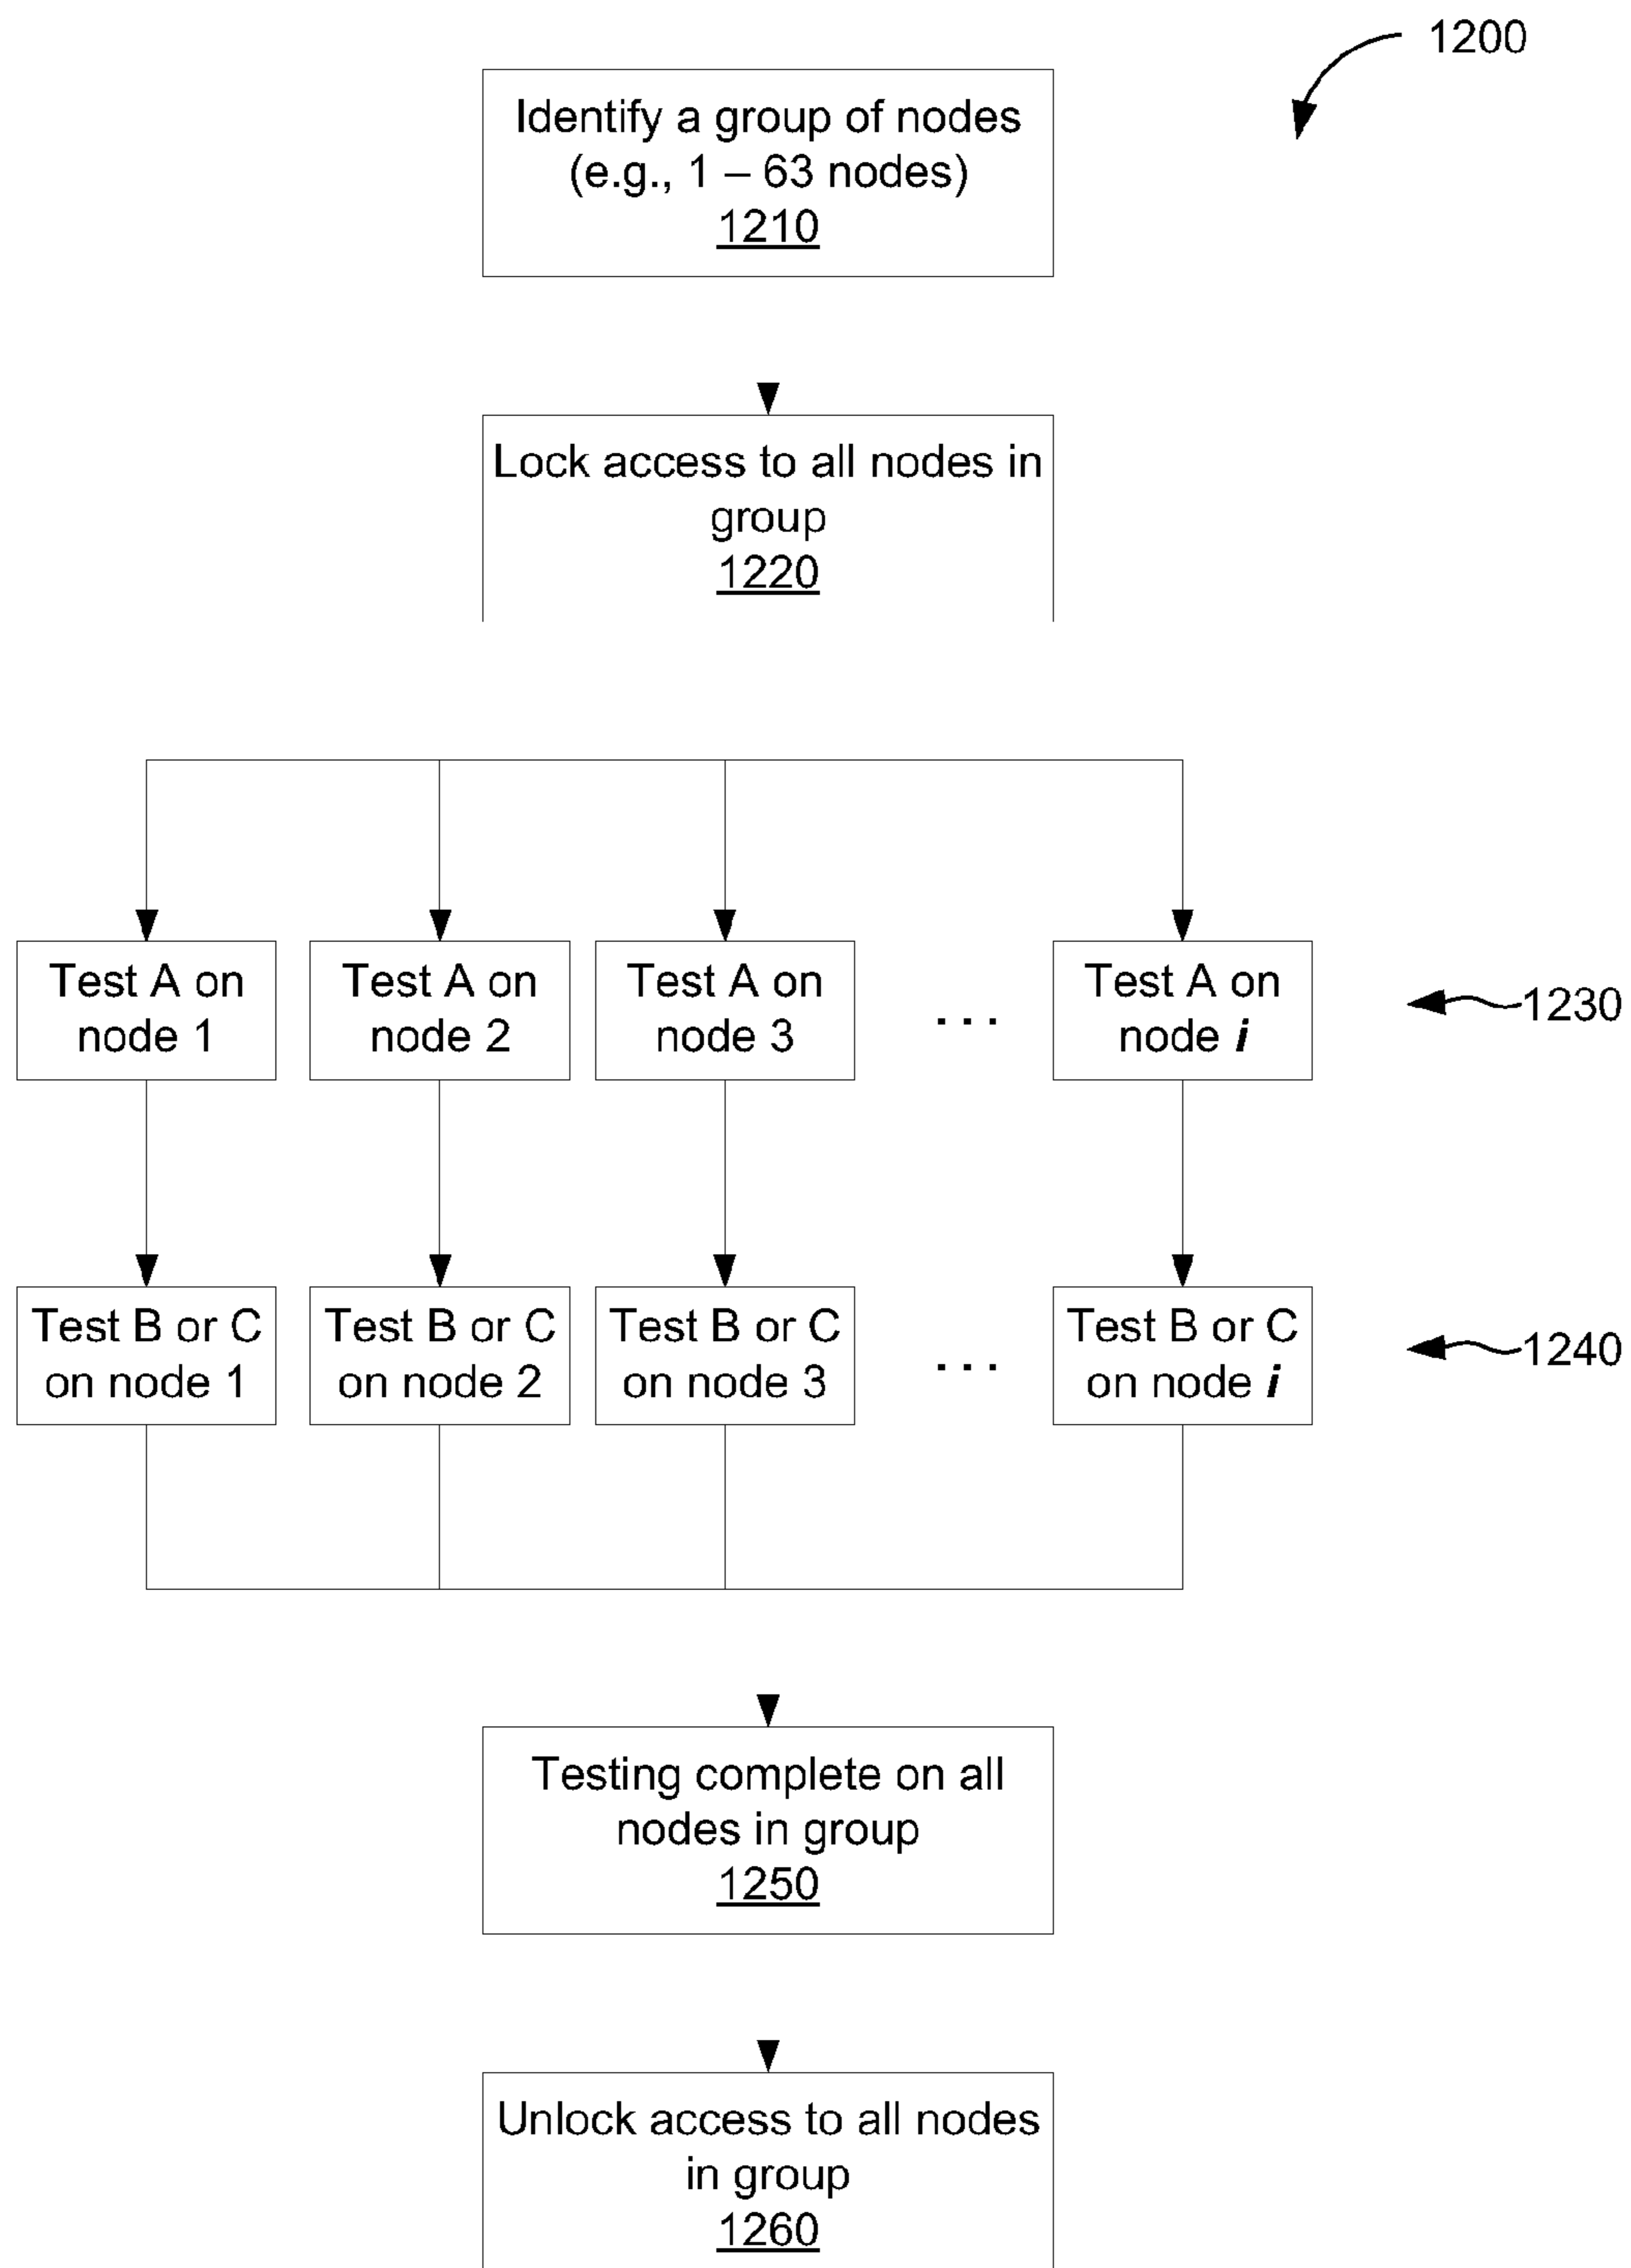 1200
Identify a group of nodes
(e.g., 1 – 63 nodes)
1210
Lock access to all nodes in
group
1220
Test A on
node 1
Test A on
node 2
Test A on
node 3
. . .
Test A on
node i
1230
Test B or C
on node 1
Test B or C
on node 2
Test B or C
on node 3
. . .
Test B or C
on node i
1240
Testing complete on all
nodes in group
1250
Unlock access to all nodes
in group
1260